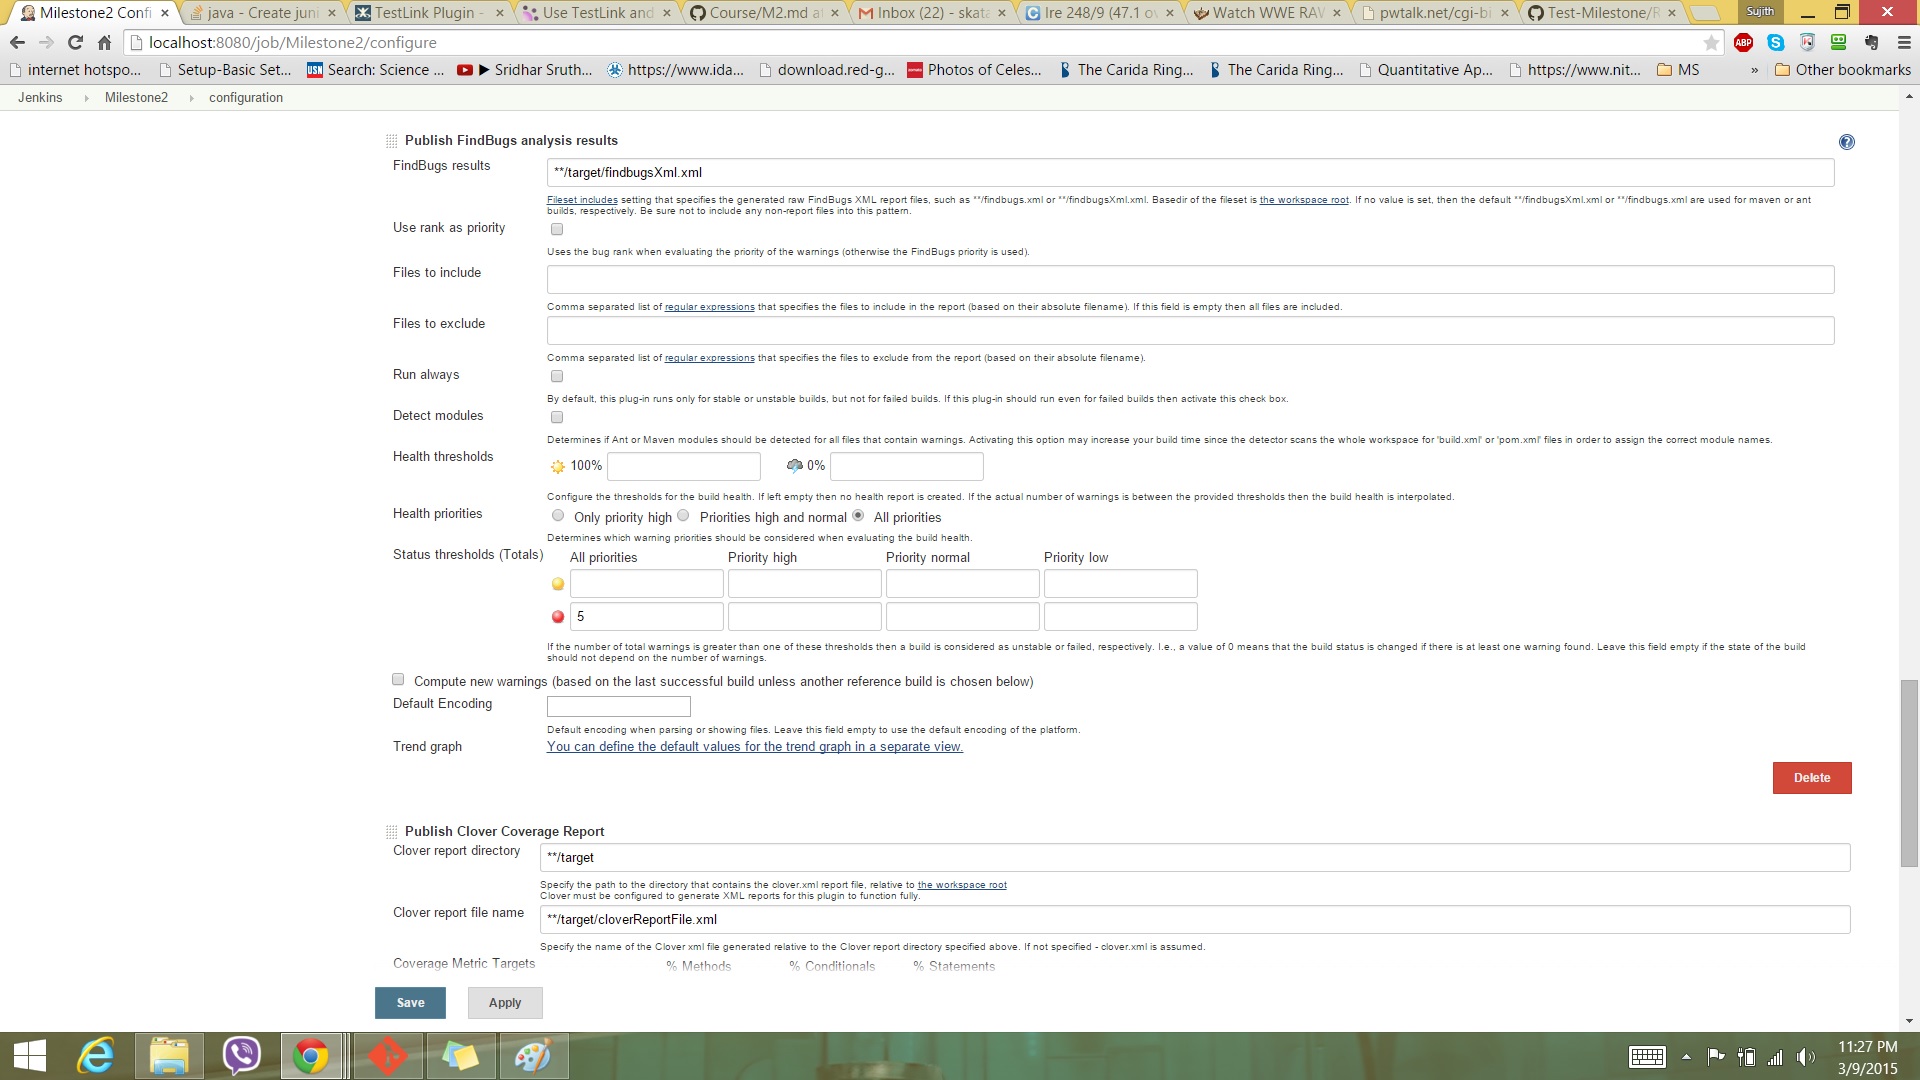 Milestone2 Confi
java - Create juni
TestLink Plugin -
Use TestLink and
Course/M2.md at
Inbox (22) - skata
Ire 248/9 (47.1 ov
Watch WWE RAW
pwtalk.net/cgi-bi
Test-Milestone/R
Sujith
localhost:8080/job/Milestone2/configure
internet hotspo...
Setup-Basic Set...
Search: Science ...
▶ Sridhar Sruth...
https://www.ida...
download.red-g...
Photos of Celes...
The Carida Ring...
The Carida Ring...
Quantitative Ap...
https://www.nit...
MS
»
Other bookmarks
Jenkins
Milestone2
configuration
Publish FindBugs analysis results
FindBugs results
**/target/findbugsXml.xml
Fileset includes setting that specifies the generated raw FindBugs XML report files, such as **/findbugs.xml or **/findbugsXml.xml. Basedir of the fileset is the workspace root. If no value is set, then the default **/findbugsXml.xml or **/findbugs.xml are used for maven or ant
builds, respectively. Be sure not to include any non-report files into this pattern.
Use rank as priority
Uses the bug rank when evaluating the priority of the warnings (otherwise the FindBugs priority is used).
Files to include
Comma separated list of regular expressions that specifies the files to include in the report (based on their absolute filename). If this field is empty then all files are included.
Files to exclude
Comma separated list of regular expressions that specifies the files to exclude from the report (based on their absolute filename).
Run always
By default, this plug-in runs only for stable or unstable builds, but not for failed builds. If this plug-in should run even for failed builds then activate this check box.
Detect modules
Determines if Ant or Maven modules should be detected for all files that contain warnings. Activating this option may increase your build time since the detector scans the whole workspace for 'build.xml' or 'pom.xml' files in order to assign the correct module names.
Health thresholds
100%
0%
Configure the thresholds for the build health. If left empty then no health report is created. If the actual number of warnings is between the provided thresholds then the build health is interpolated.
Health priorities
Only priority high
Priorities high and normal
All priorities
Determines which warning priorities should be considered when evaluating the build health.
Status thresholds (Totals)
All priorities
Priority high
Priority normal
Priority low
5
If the number of total warnings is greater than one of these thresholds then a build is considered as unstable or failed, respectively. I.e., a value of 0 means that the build status is changed if there is at least one warning found. Leave this field empty if the state of the build
should not depend on the number of warnings.
Compute new warnings (based on the last successful build unless another reference build is chosen below)
Default Encoding
Default encoding when parsing or showing files. Leave this field empty to use the default encoding of the platform.
Trend graph
You can define the default values for the trend graph in a separate view.
Delete
Publish Clover Coverage Report
Clover report directory
**/target
Specify the path to the directory that contains the clover.xml report file, relative to the workspace root
Clover must be configured to generate XML reports for this plugin to function fully.
Clover report file name
**/target/cloverReportFile.xml
Specify the name of the Clover xml file generated relative to the Clover report directory specified above. If not specified - clover.xml is assumed.
Coverage Metric Targets
% Methods
% Conditionals
% Statements
Save
Apply
11:27 PM
3/9/2015